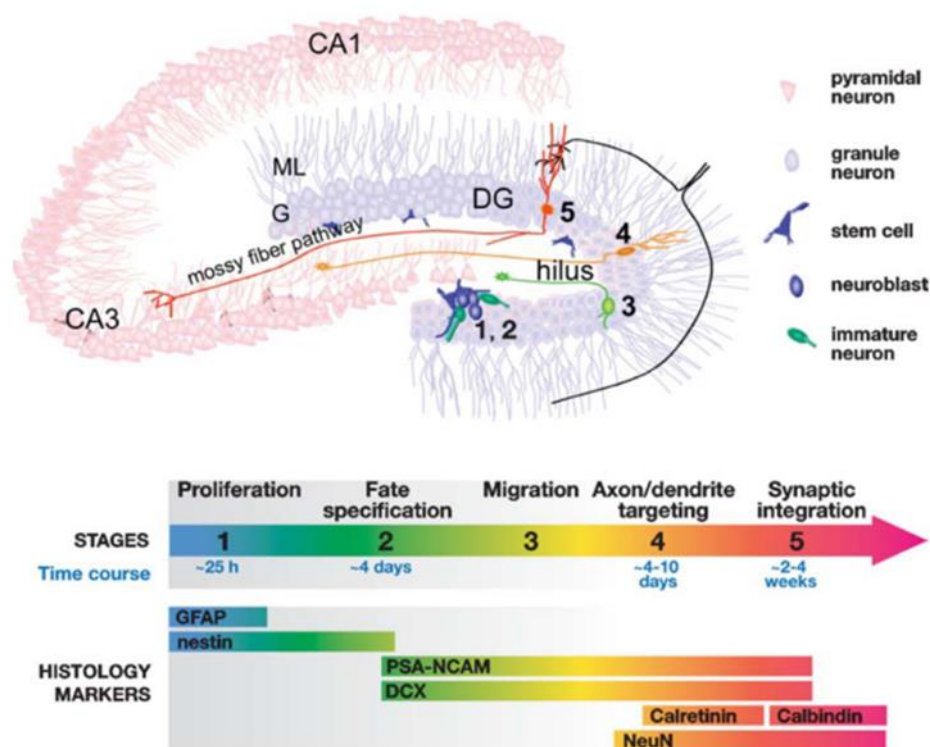 CA1
pyramidal
neuron
ML
granule
neuron
G
DG
5
stem cell
4
mossy fiber pathway
hilus
neuroblast
CA3
1, 2
3
immature
neuron
Proliferation
Fate
specification
Migration
Axon/dendrite
targeting
Synaptic
integration
STAGES
1
2
3
4
5
Time course
~25 h
~4 days
~4-10
days
~2-4
weeks
GFAP
nestin
HISTOLOGY
MARKERS
PSA-NCAM
DCX
Calretinin
Calbindin
NeuN